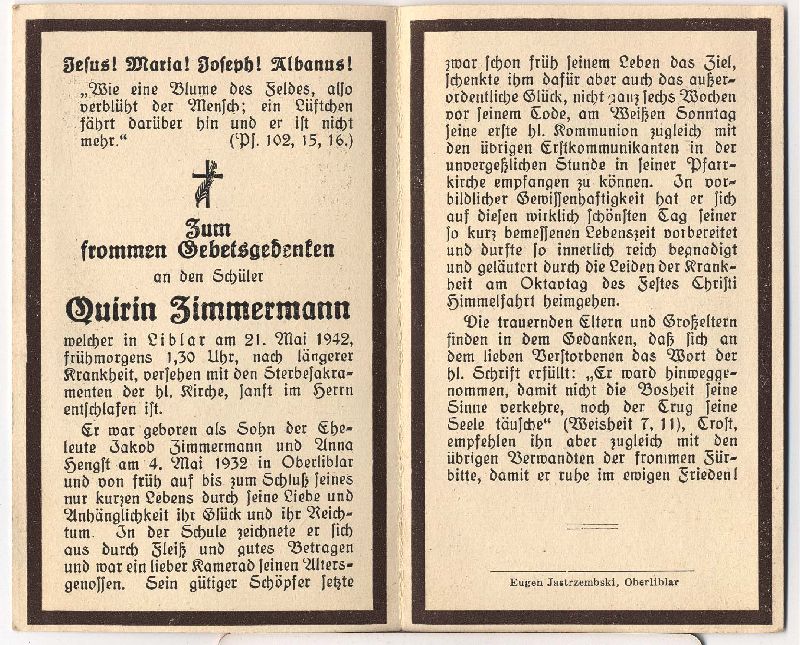 Jesus! Maria! Joseph! Albanus!
„Wie eine Blume des Feldes, also
verblüht der Mensch; ein Lüftchen
fährt darüber hin und er ist nicht
mehr.“ (Ps. 102, 15, 16.)
Zum
frommen Gebetsgedenken
an den Schüler
Quirin Zimmermann
welcher in Liblar am 21. Mai 1942,
frühmorgens 1,30 Uhr, nach längerer
Krankheit, versehen mit den Sterbesakra-
menten der hl. Kirche, sanft im Herrn
entschlafen ist.
Er war geboren als Sohn der Ehe-
leute Jakob Zimmermann und Anna
Hengst am 4. Mai 1932 in Oberliblar
und von früh auf bis zum Schluß seines
nur kurzen Lebens durch seine Liebe und
Anhänglichkeit ihr Glück und ihr Reich-
tum. In der Schule zeichnete er sich
aus durch Fleiß und gutes Betragen
und war ein lieber Kamerad seinen Alters-
genossen. Sein gütiger Schöpfer setzte
zwar schon früh seinem Leben das Ziel,
schenkte ihm dafür aber auch das außer-
ordentliche Glück, nicht ganz sechs Wochen
vor seinem Tode, am Weißen Sonntag
seine erste hl. Kommunion zugleich mit
den übrigen Erstkommunikanten in der
unvergeßlichen Stunde in seiner Pfarr-
kirche empfangen zu können. In vor-
bildlicher Gewissenhaftigkeit hat er sich
auf diesen wirklich schönsten Tag seiner
so kurz bemessenen Lebenszeit vorbereitet
und durfte so innerlich reich begnadigt
und geläutert durch die Leiden der Krank-
heit am Oktavtag des Festes Christi
Himmelfahrt heimgehen.
Die trauernden Eltern und Großeltern
finden in dem Gedanken, daß sich an
dem lieben Verstorbenen das Wort der
hl. Schrift erfüllt: „Er ward hinwegge-
nommen, damit nicht die Bosheit seine
Sinne verkehre, noch der Trug seine
Seele täusche“ (Weisheit 7, 11), Trost,
empfehlen ihn aber zugleich mit den
übrigen Verwandten der frommen Für-
bitte, damit er ruhe im ewigen Frieden!
Eugen Jastrzembski, Oberliblar